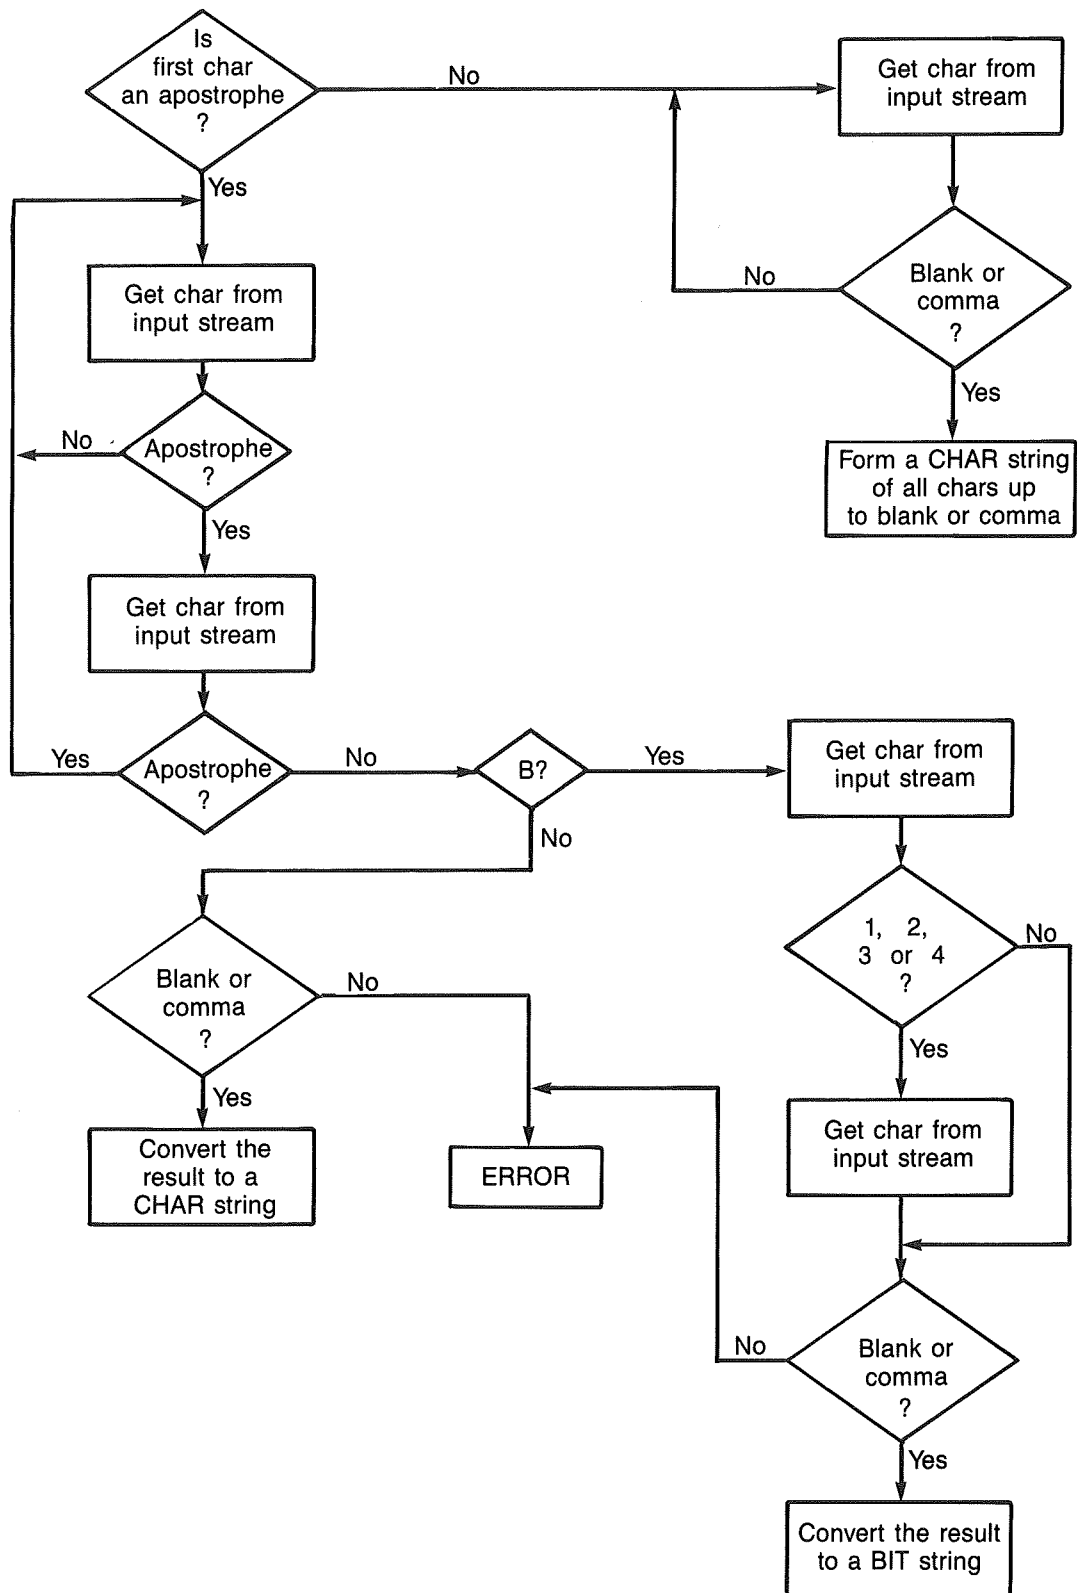 Is
first char
an apostrophe
?
No
Get char from
input stream
Yes
Get char from
input stream
Blank or
comma
?
No
Yes
Form a CHAR string
of all chars up
to blank or comma
Apostrophe
?
No
Yes
Get char from
input stream
Apostrophe
?
Yes
No
B?
Yes
No
Get char from
input stream
1, 2,
3 or 4
?
No
Yes
Blank or
comma
?
No
Yes
Convert the
result to a
CHAR string
ERROR
Get char from
input stream
Blank or
comma
?
No
Yes
Convert the result
to a BIT string